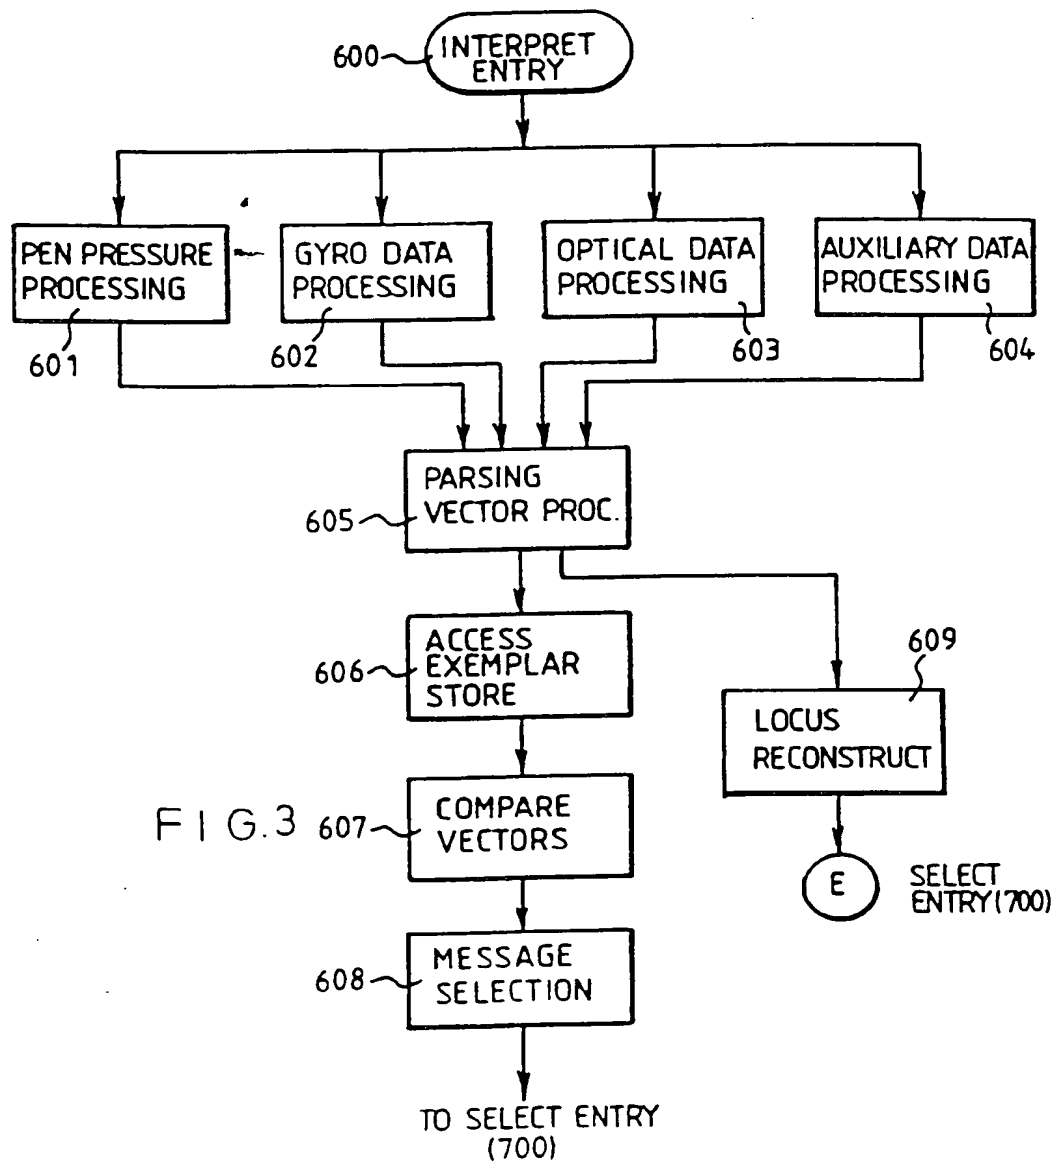 600
INTERPRET
ENTRY
PEN PRESSURE
PROCESSING
GYRO DATA
PROCESSING
OPTICAL DATA
PROCESSING
AUXILIARY DATA
PROCESSING
601
602
603
604
PARSING
VECTOR PROC.
605
ACCESS
EXEMPLAR
STORE
606
609
LOCUS
RECONSTRUCT
FIG.3
607
COMPARE
VECTORS
E
SELECT
ENTRY(700)
608
MESSAGE
SELECTION
TO SELECT ENTRY
(700)